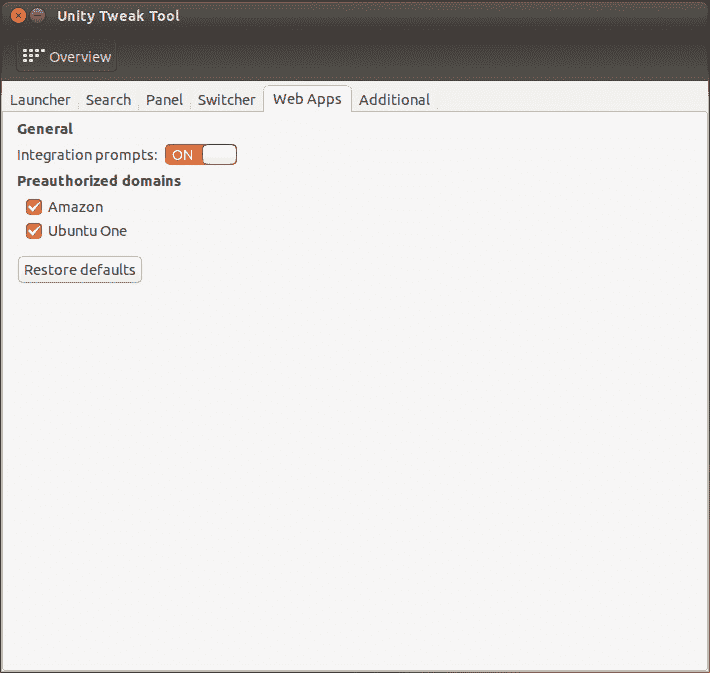 Unity Tweak Tool
Overview
Launcher Search Panel Switcher Web Apps Additional
General
Integration prompts: ON
Preauthorized domains
Amazon
Ubuntu One
Restore defaults